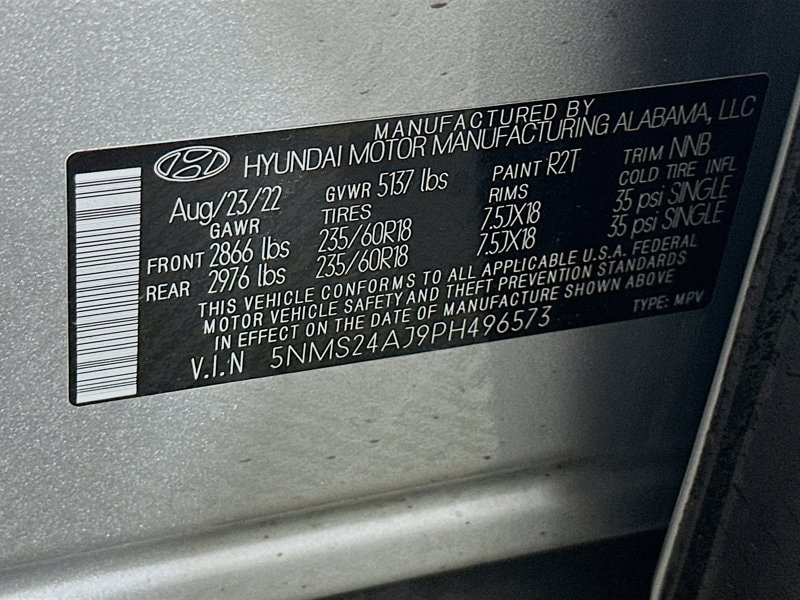 MANUFACTURED BY
HYUNDAI MOTOR MANUFACTURING ALABAMA, LLC
Aug/23/22 GVWR 5137 lbs PAINT R2T TRIM NNB
GAWR TIRES RIMS COLD TIRE INFL
FRONT 2866 lbs 235/60R18 7.5JX18 35 psi SINGLE
REAR 2976 lbs 235/60R18 7.5JX18 35 psi SINGLE
THIS VEHICLE CONFORMS TO ALL APPLICABLE U.S.A. FEDERAL
MOTOR VEHICLE SAFETY AND THEFT PREVENTION STANDARDS
IN EFFECT ON THE DATE OF MANUFACTURE SHOWN ABOVE
V.I.N 5NMS24AJ9PH496573 TYPE: MPV